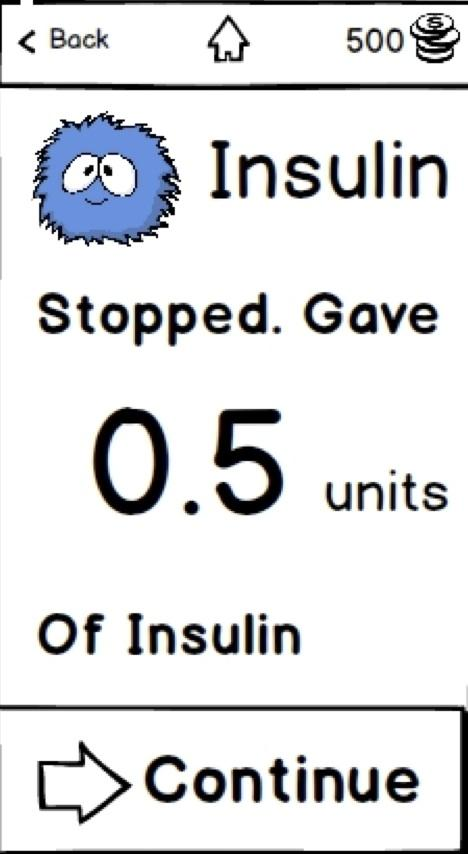 Back
500
Insulin
Stopped. Gave
0.5 units
Of Insulin
Continue